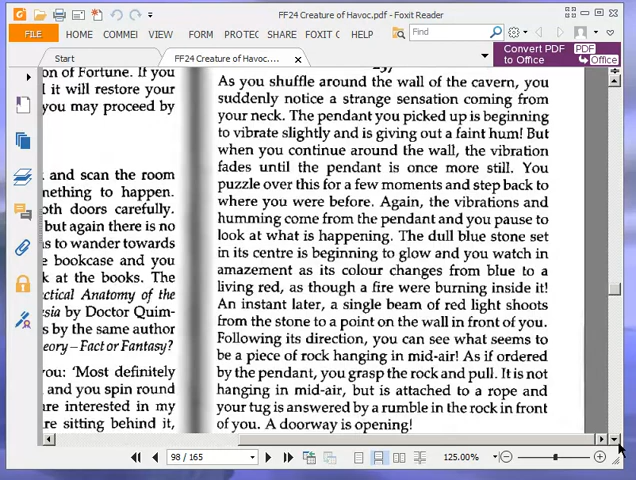 FF24 Creature of Havoc.pdf - Foxit Reader
FILE HOME COMMEI VIEW FORM PROTEC SHARE FOXIT C HELP Find
Start FF24 Creature of Havoc.... Convert PDF to Office PDF Office
on of Fortune. If you
l it will restore your
you may proceed by
and scan the room
mething to happen.
oth doors carefully.
but again there is no
ns to wander towards
e bookcase and you
k at the books. The
ctical Anatomy of the
sia by Doctor Quim-
s by the same author
eory – Fact or Fantasy?
ou: 'Most definitely
and you spin round
are interested in my
re sitting behind it,
As you shuffle around the wall of the cavern, you
suddenly notice a strange sensation coming from
your neck. The pendant you picked up is beginning
to vibrate slightly and is giving out a faint hum! But
when you continue around the wall, the vibration
fades until the pendant is once more still. You
puzzle over this for a few moments and step back to
where you were before. Again, the vibrations and
humming come from the pendant and you pause to
look at what is happening. The dull blue stone set
in its centre is beginning to glow and you watch in
amazement as its colour changes from blue to a
living red, as though a fire were burning inside it!
An instant later, a single beam of red light shoots
from the stone to a point on the wall in front of you.
Following its direction, you can see what seems to
be a piece of rock hanging in mid-air! As if ordered
by the pendant, you grasp the rock and pull. It is not
hanging in mid-air, but is attached to a rope and
your tug is answered by a rumble in the rock in front
of you. A doorway is opening!
98 / 165 125.00%